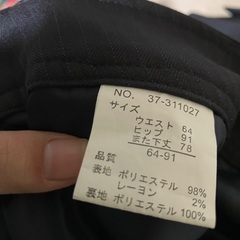 NO. 37-311027
サイズ
ウエスト 64
ヒップ 91
また下丈 78
64-91
品質
表地 ポリエステル 98%
レーヨン 2%
裏地 ポリエステル 100%